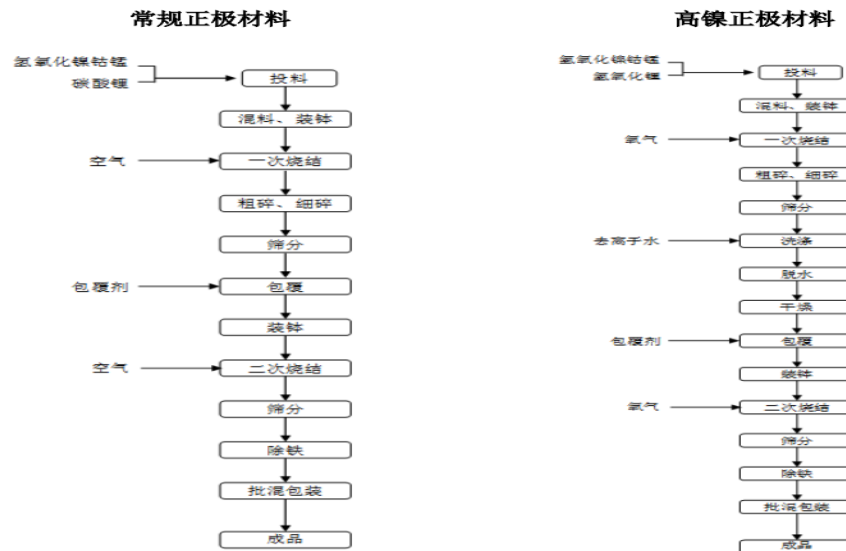 常规正极材料
氢氧化镍钴锰
碳酸锂
投料
混料、装钵
空气
一次烧结
粗碎、细碎
筛分
包覆剂
包覆
装钵
空气
二次烧结
筛分
除铁
批混包装
成品
高镍正极材料
氢氧化镍钴锰
氢氧化锂
投料
混料、装钵
氧气
一次烧结
粗碎、细碎
筛分
去离子水
洗涤
脱水
干燥
包覆剂
包覆
装钵
氧气
二次烧结
筛分
除铁
批混包装
成品